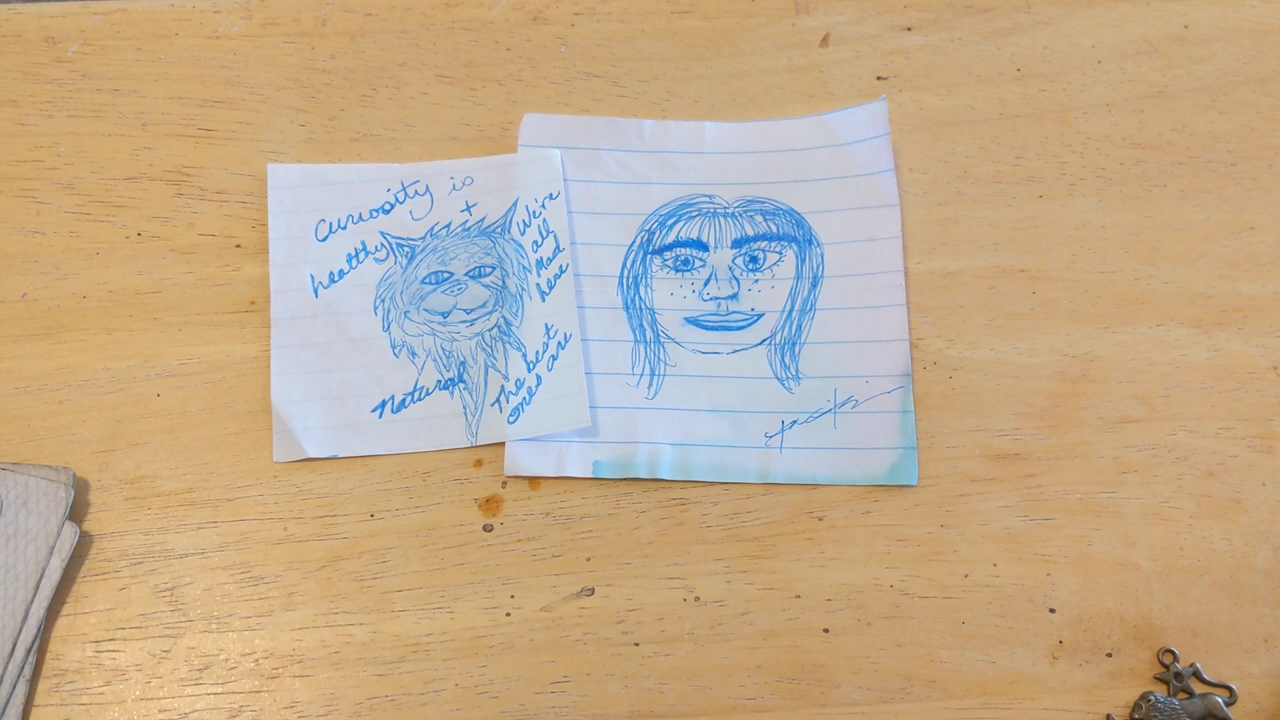 Curiosity is
healthy +
Natural
We're
all
Mad
here
The best
ones are